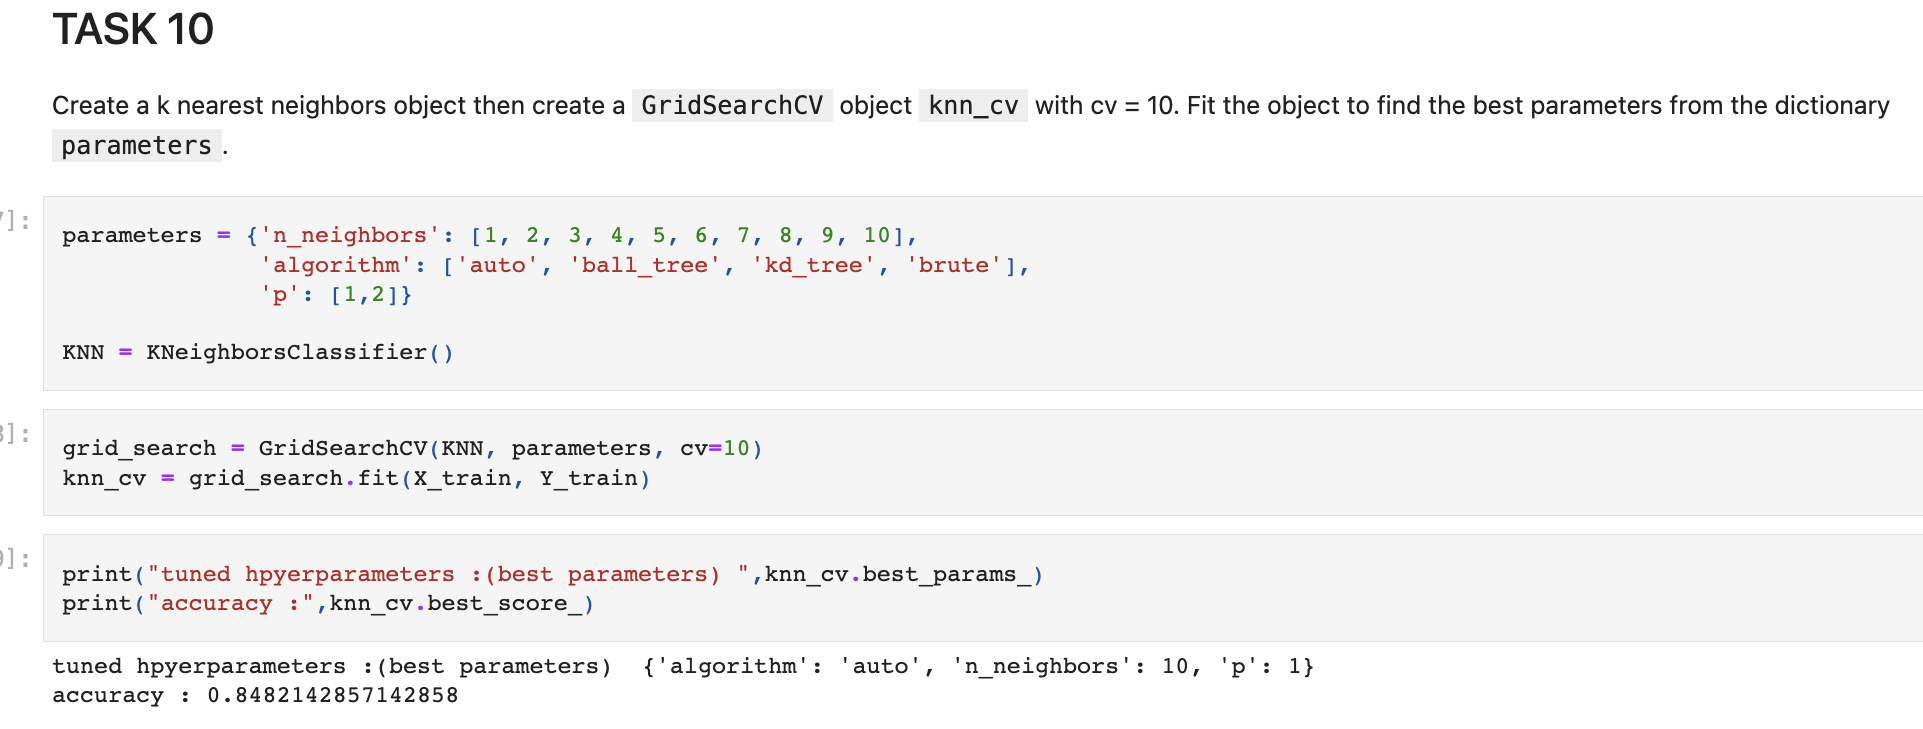 TASK 10
Create a k nearest neighbors object then create a GridSearchCV object knn_cv with cv = 10. Fit the object to find the best parameters from the dictionary
parameters .
]:
parameters = {'n_neighbors': [1, 2, 3, 4, 5, 6, 7, 8, 9, 10],
              'algorithm': ['auto', 'ball_tree', 'kd_tree', 'brute'],
              'p': [1,2]}
KNN = KNeighborsClassifier()
]:
grid_search = GridSearchCV(KNN, parameters, cv=10)
knn_cv = grid_search.fit(X_train, Y_train)
]:
print("tuned hpyerparameters :(best parameters) ",knn_cv.best_params_)
print("accuracy :",knn_cv.best_score_)
tuned hpyerparameters :(best parameters)  {'algorithm': 'auto', 'n_neighbors': 10, 'p': 1}
accuracy : 0.8482142857142858